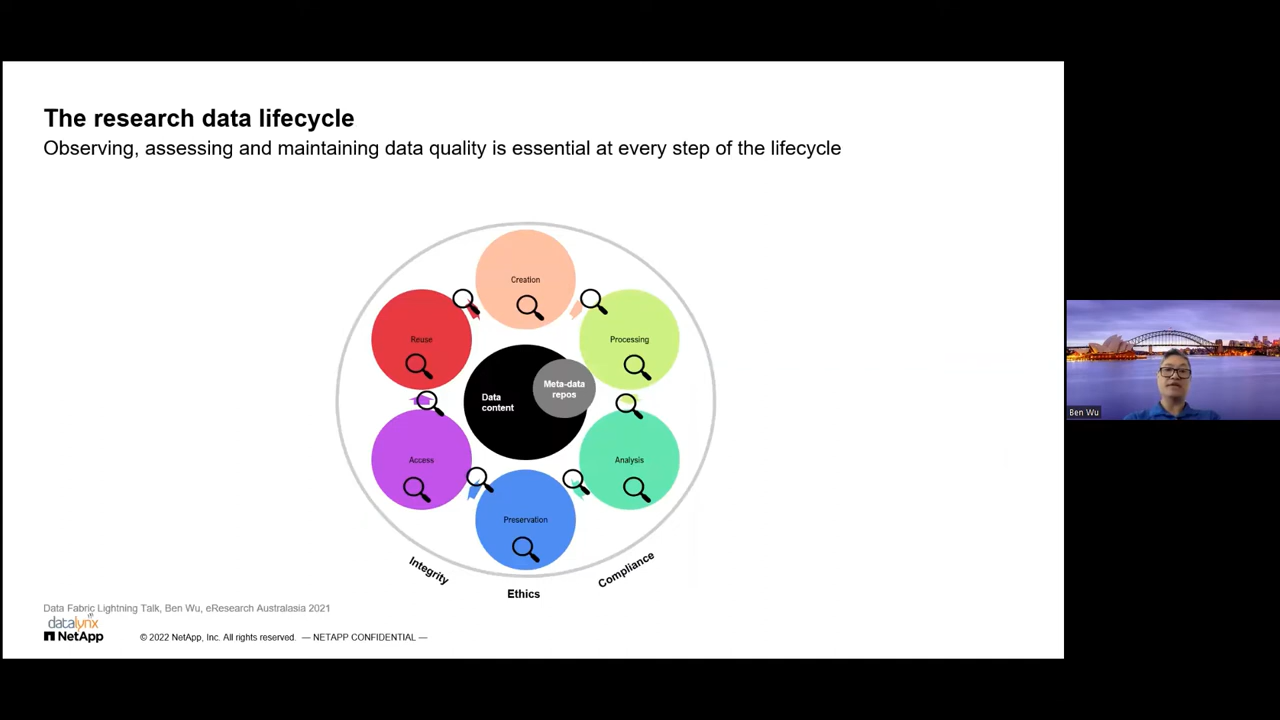 The research data lifecycle
Observing, assessing and maintaining data quality is essential at every step of the lifecycle
Creation
Reuse
Processing
Meta-data
repos
Data
content
Access
Analysis
Preservation
Integrity
Ethics
Compliance
Data Fabric Lightning Talk, Ben Wu, eResearch Australasia 2021
datalynx
NetApp
© 2022 NetApp, Inc. All rights reserved. — NETAPP CONFIDENTIAL —
Ben Wu